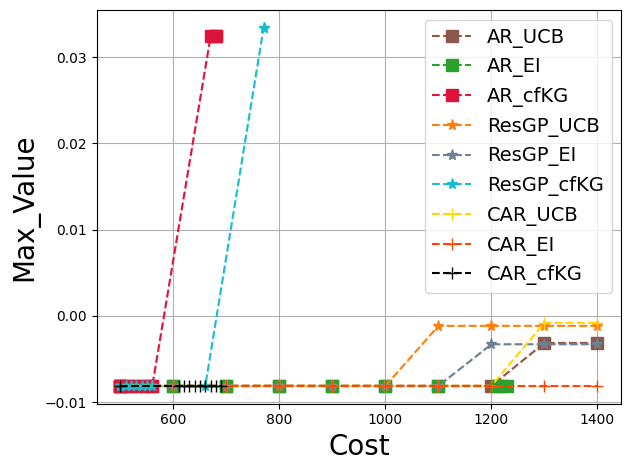 0.03
0.02
0.01
0.00
−0.01
Max_Value
AR_UCB
AR_EI
AR_cfKG
ResGP_UCB
ResGP_EI
ResGP_cfKG
CAR_UCB
CAR_EI
CAR_cfKG
600 800 1000 1200 1400
Cost